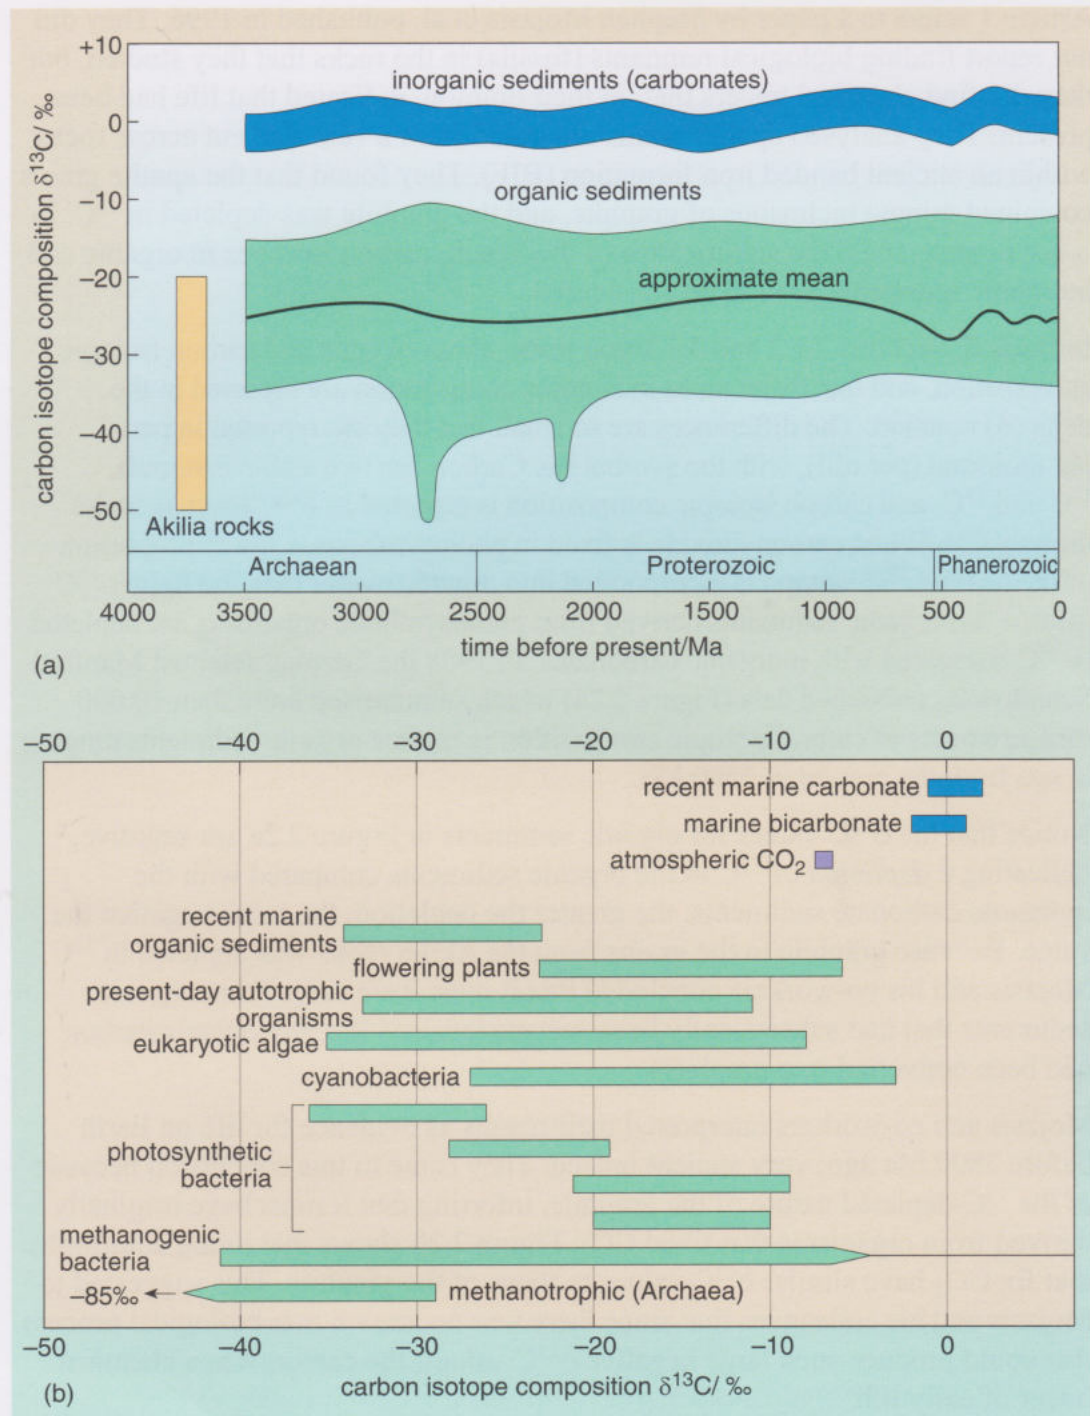 +10
0
−10
−20
−30
−40
−50
carbon isotope composition δ¹³C/ ‰
inorganic sediments (carbonates)
organic sediments
approximate mean
Akilia rocks
Archaean
Proterozoic
Phanerozoic
4000 3500 3000 2500 2000 1500 1000 500 0
time before present/Ma
(a)
−50 −40 −30 −20 −10 0
recent marine carbonate
marine bicarbonate
atmospheric CO₂
recent marine
organic sediments
flowering plants
present-day autotrophic
organisms
eukaryotic algae
cyanobacteria
photosynthetic
bacteria
methanogenic
bacteria
−85‰
methanotrophic (Archaea)
−50 −40 −30 −20 −10 0
(b)
carbon isotope composition δ¹³C/ ‰